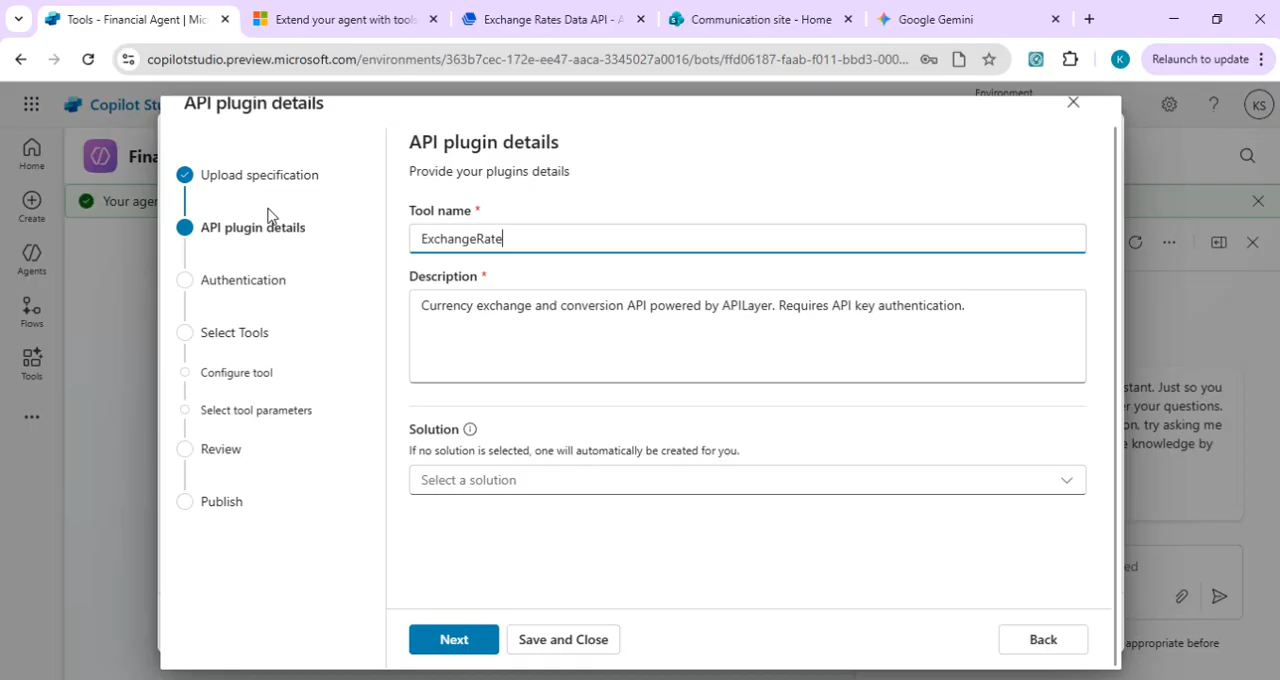 Tools - Financial Agent | Mic
Extend your agent with tools
Exchange Rates Data API - A
Communication site - Home
Google Gemini
copilotstudio.preview.microsoft.com/environments/363b7cec-172e-ee47-aaca-3345027a0016/bots/ffd06187-faab-f011-bbd3-000...
K
Relaunch to update
Copilot Stu
Environment
KS
API plugin details
Home
Create
Agents
Flows
Tools
Fina
Your agen
Upload specification
API plugin details
Authentication
Select Tools
Configure tool
Select tool parameters
Review
Publish
API plugin details
Provide your plugins details
Tool name *
ExchangeRate
Description *
Currency exchange and conversion API powered by APILayer. Requires API key authentication.
Solution
If no solution is selected, one will automatically be created for you.
Select a solution
Next
Save and Close
Back
stant. Just so you
r your questions.
on, try asking me
e knowledge by
ed
appropriate before